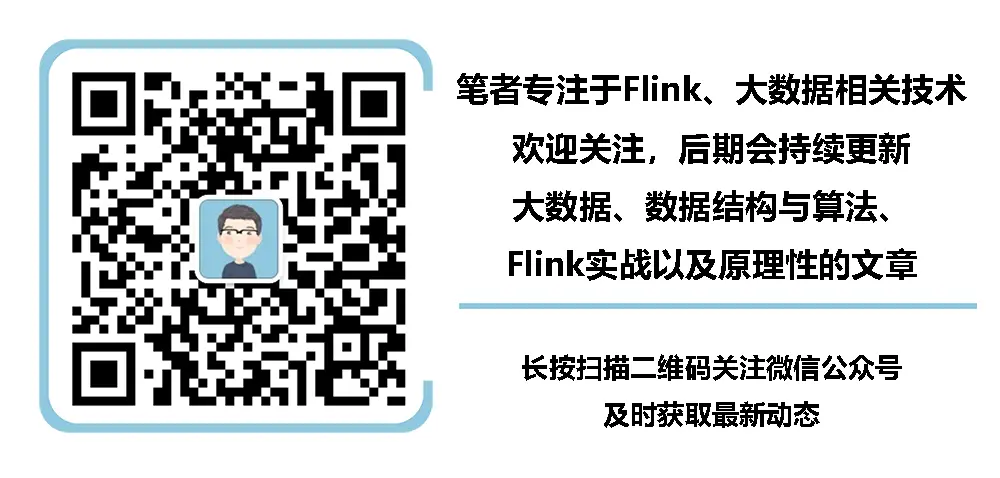 笔者专注于Flink、大数据相关技术
欢迎关注，后期会持续更新
大数据、数据结构与算法、
Flink实战以及原理性的文章
长按扫描二维码关注微信公众号
及时获取最新动态